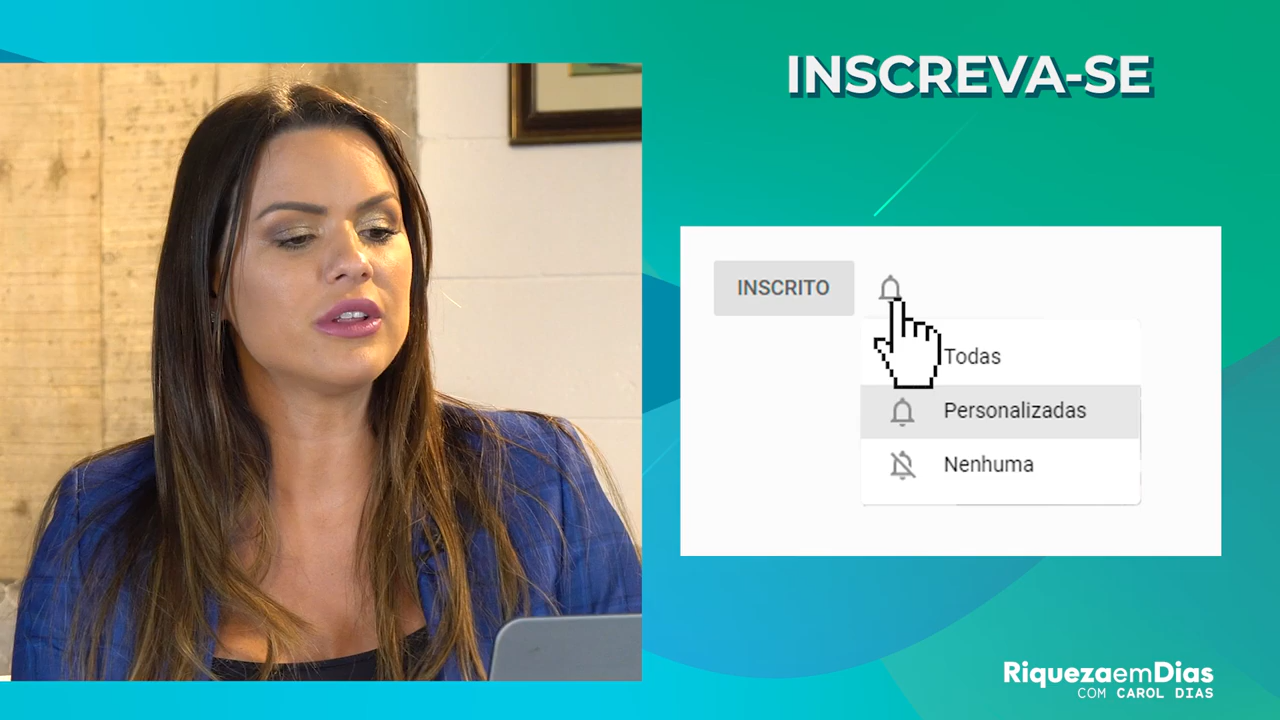 INSCREVA-SE
INSCRITO
Todas
Personalizadas
Nenhuma
RiquezaemDias
COM CAROL DIAS